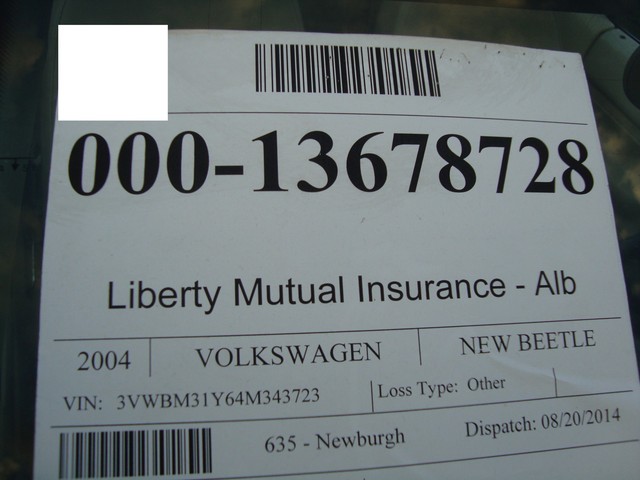 000-13678728
Liberty Mutual Insurance - Alb
2004 VOLKSWAGEN NEW BEETLE
VIN: 3VWBM31Y64M343723 Loss Type: Other
635 - Newburgh Dispatch: 08/20/2014